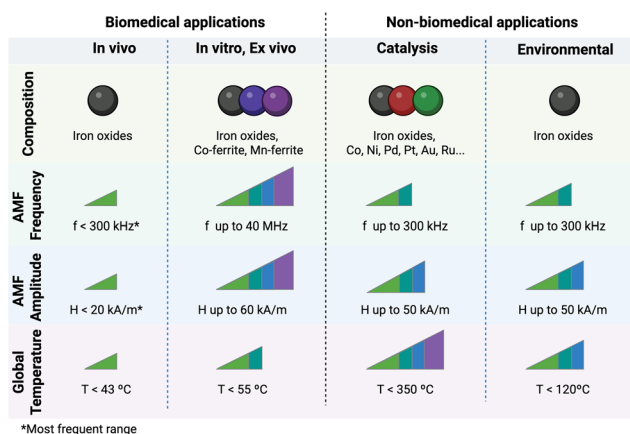 Biomedical applications
Non-biomedical applications
In vivo
In vitro, Ex vivo
Catalysis
Environmental
Composition
Iron oxides
Iron oxides,
Co-ferrite, Mn-ferrite
Iron oxides,
Co, Ni, Pd, Pt, Au, Ru...
Iron oxides
AMF
Frequency
f < 300 kHz*
f up to 40 MHz
f up to 300 kHz
f up to 300 kHz
AMF
Amplitude
H < 20 kA/m*
H up to 60 kA/m
H up to 50 kA/m
H up to 50 kA/m
Global
Temperature
T < 43 ºC
T < 55 ºC
T < 350 ºC
T < 120°C
*Most frequent range